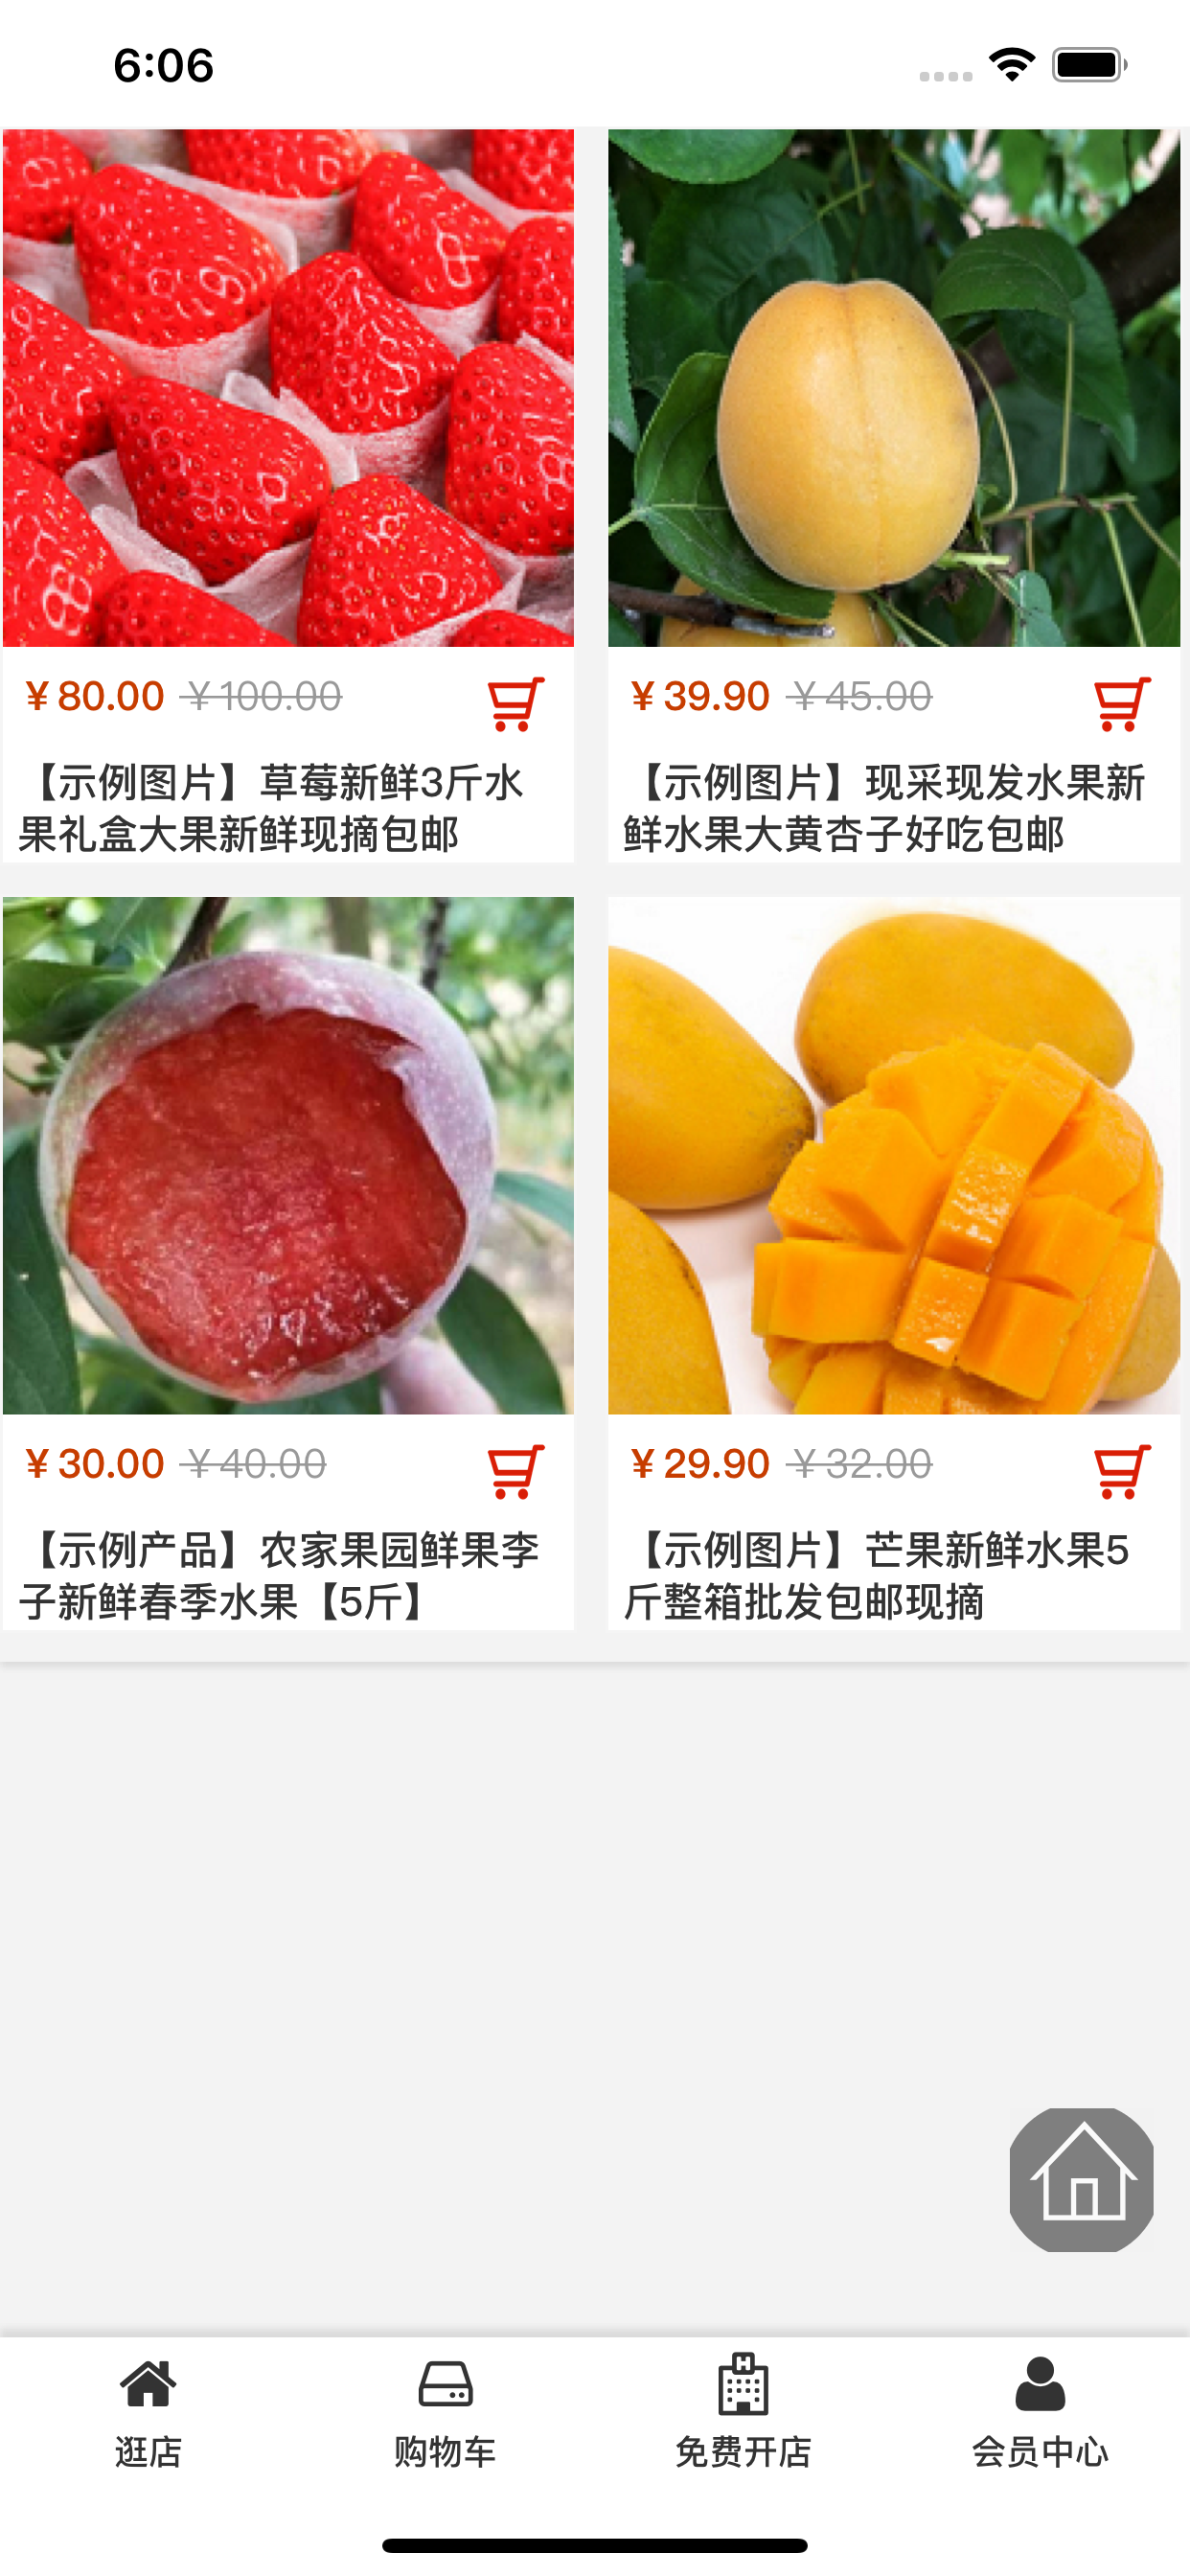 6:06
¥80.00 ¥100.00
【示例图片】草莓新鲜3斤水
果礼盒大果新鲜现摘包邮
¥39.90 ¥45.00
【示例图片】现采现发水果新
鲜水果大黄杏子好吃包邮
¥30.00 ¥40.00
【示例产品】农家果园鲜果李
子新鲜春季水果【5斤】
¥29.90 ¥32.00
【示例图片】芒果新鲜水果5
斤整箱批发包邮现摘
逛店
购物车
免费开店
会员中心